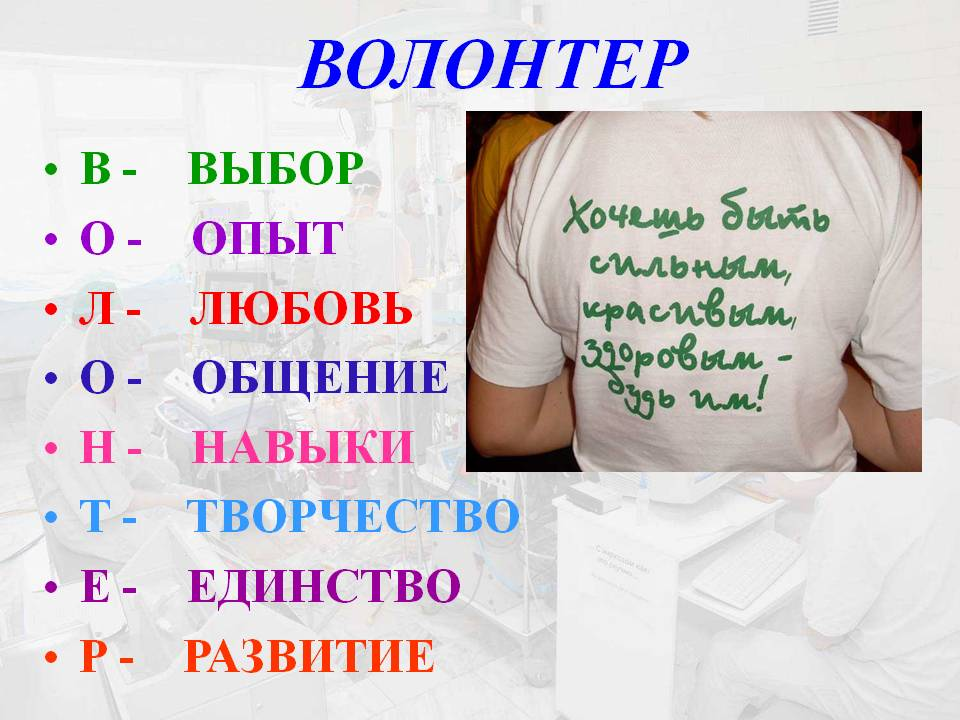 ВОЛОНТЕР
• В - ВЫБОР
• О - ОПЫТ
• Л - ЛЮБОВЬ
• О - ОБЩЕНИЕ
• Н - НАВЫКИ
• Т - ТВОРЧЕСТВО
• Е - ЕДИНСТВО
• Р - РАЗВИТИЕ
Хочешь быть
сильным,
красивым,
здоровым -
будь им!